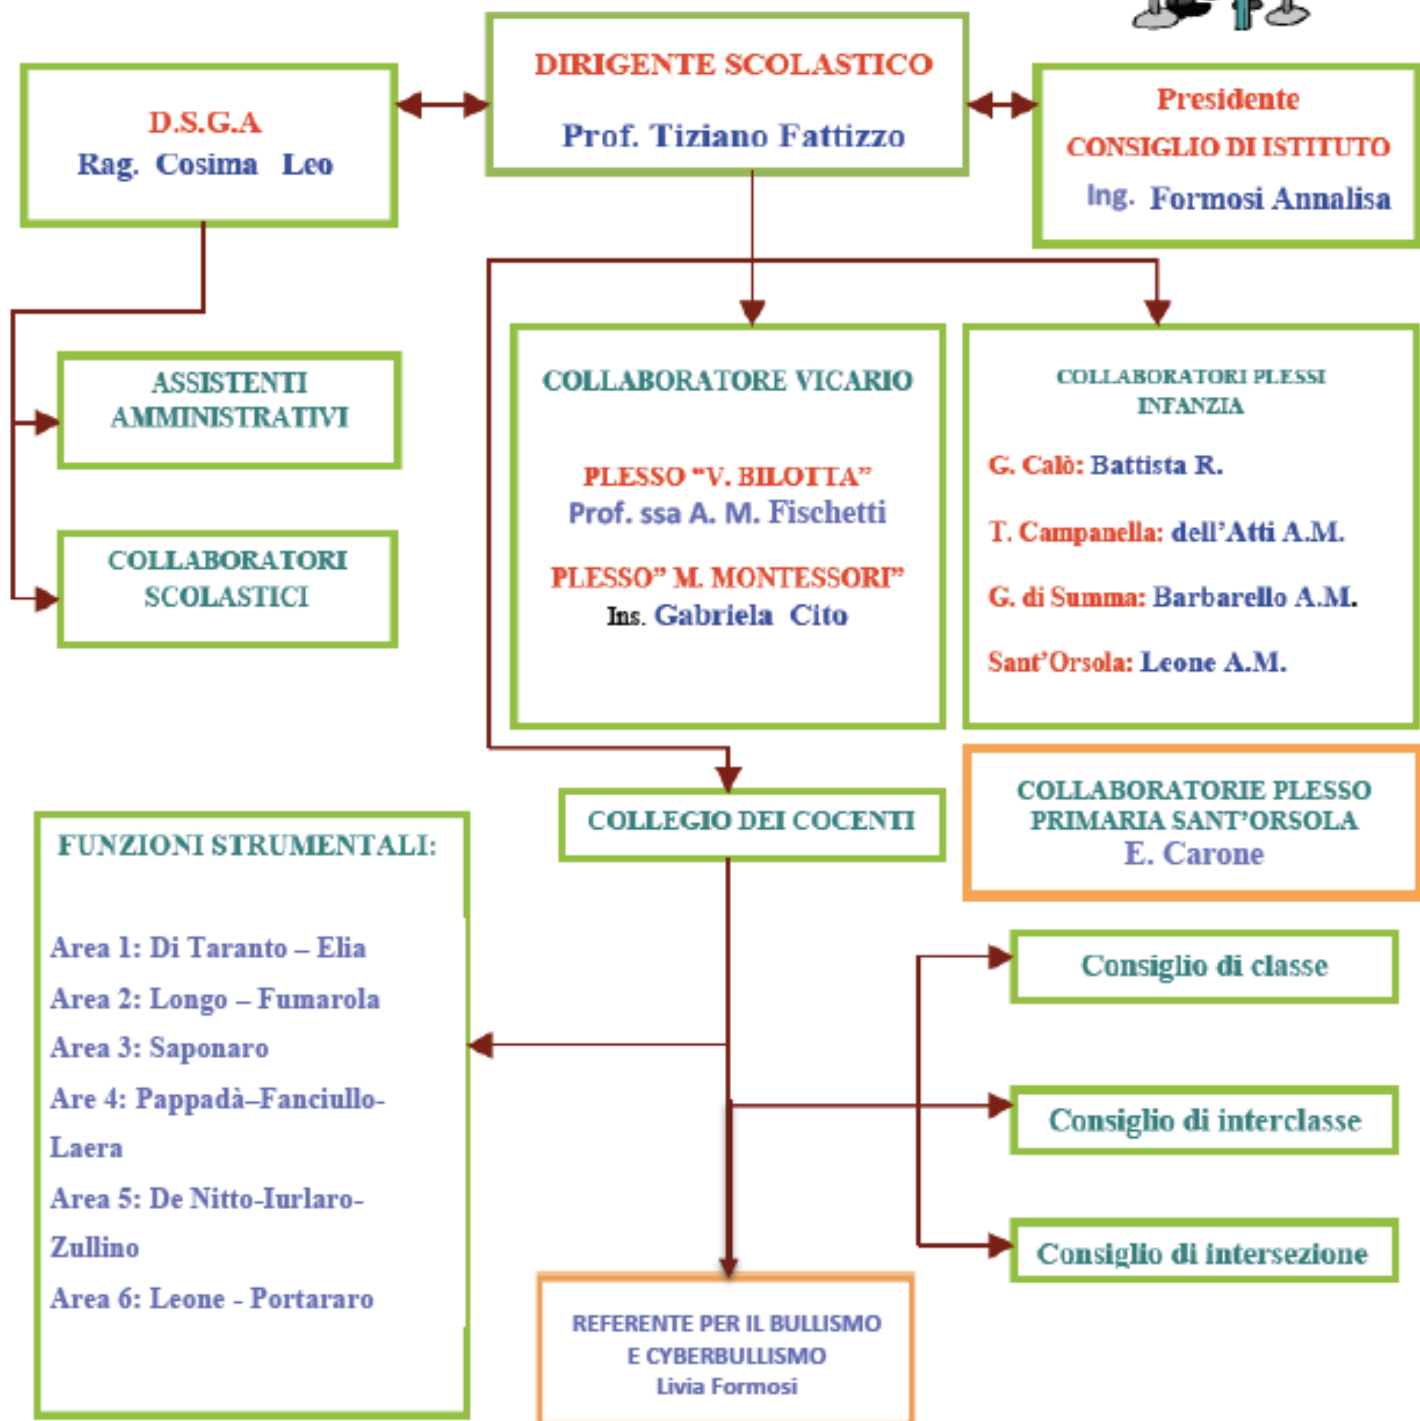 DIRIGENTE SCOLASTICO
Prof. Tiziano Fattizzo
D.S.G.A
Rag. Cosima Leo
Presidente
CONSIGLIO DI ISTITUTO
Ing. Formosi Annalisa
ASSISTENTI
AMMINISTRATIVI
COLLABORATORI
SCOLASTICI
COLLABORATORE VICARIO
PLESSO “V. BILOTTA”
Prof. ssa A. M. Fischetti
PLESSO” M. MONTESSORI”
Ins. Gabriela Cito
COLLABORATORI PLESSI
INFANZIA
G. Calò: Battista R.
T. Campanella: dell’Atti A.M.
G. di Summa: Barbarello A.M.
Sant’Orsola: Leone A.M.
COLLEGIO DEI COCENTI
COLLABORATORIE PLESSO
PRIMARIA SANT’ORSOLA
E. Carone
FUNZIONI STRUMENTALI:
Area 1: Di Taranto – Elia
Area 2: Longo – Fumarola
Area 3: Saponaro
Are 4: Pappadà–Fanciullo-
Laera
Area 5: De Nitto-Iurlaro-
Zullino
Area 6: Leone - Portararo
Consiglio di classe
Consiglio di interclasse
Consiglio di intersezione
REFERENTE PER IL BULLISMO
E CYBERBULLISMO
Livia Formosi